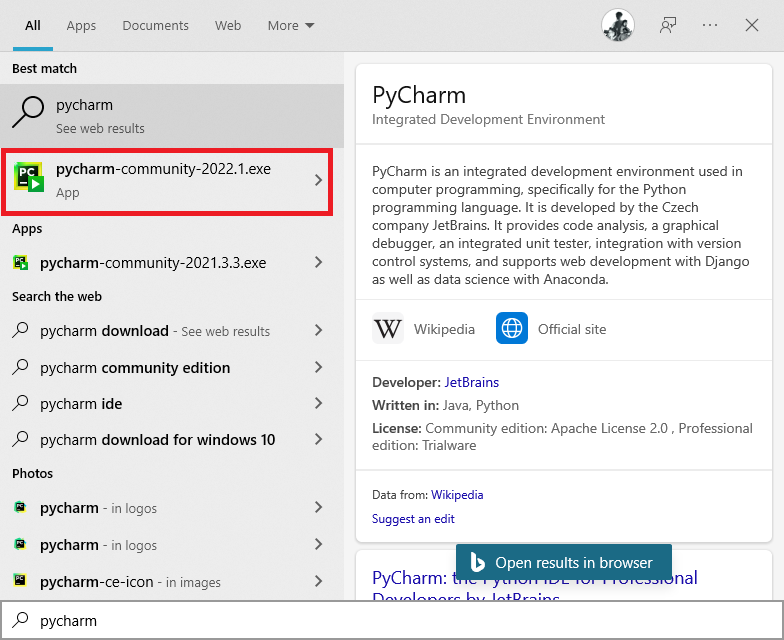 All Apps Documents Web More
Best match
pycharm
See web results
pycharm-community-2022.1.exe
App
Apps
pycharm-community-2021.3.3.exe
Search the web
pycharm download - See web results
pycharm community edition
pycharm ide
pycharm download for windows 10
Photos
pycharm - in logos
pycharm - in logos
pycharm-ce-icon - in images
pycharm
PyCharm
Integrated Development Environment
PyCharm is an integrated development environment used in
computer programming, specifically for the Python
programming language. It is developed by the Czech
company JetBrains. It provides code analysis, a graphical
debugger, an integrated unit tester, integration with version
control systems, and supports web development with Django
as well as data science with Anaconda.
W Wikipedia Official site
Developer: JetBrains
Written in: Java, Python
License: Community edition: Apache License 2.0 , Professional
edition: Trialware
Data from: Wikipedia
Suggest an edit
Open results in browser
PyCharm: the Python IDE for Professional
Developers by JetBrains